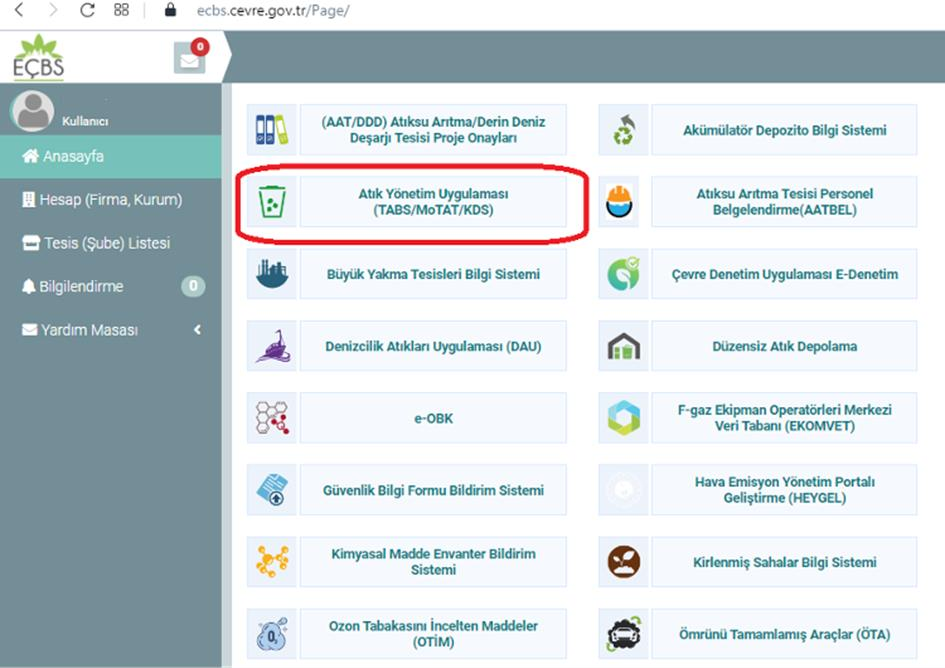 ecbs.cevre.gov.tr/Page/
EÇBS
0
Kullanıcı
Anasayfa
Hesap (Firma, Kurum)
Tesis (Şube) Listesi
Bilgilendirme
0
Yardım Masası
(AAT/DDD) Atıksu Arıtma/Derin Deniz
Deşarjı Tesisi Proje Onayları
Akümülatör Depozito Bilgi Sistemi
Atık Yönetim Uygulaması
(TABS/MoTAT/KDS)
Atıksu Arıtma Tesisi Personel
Belgelendirme(AATBEL)
Büyük Yakma Tesisleri Bilgi Sistemi
Çevre Denetim Uygulaması E-Denetim
Denizcilik Atıkları Uygulaması (DAU)
Düzensiz Atık Depolama
e-OBK
F-gaz Ekipman Operatörleri Merkezi
Veri Tabanı (EKOMVET)
Güvenlik Bilgi Formu Bildirim Sistemi
Hava Emisyon Yönetim Portalı
Geliştirme (HEYGEL)
Kimyasal Madde Envanter Bildirim
Sistemi
Kirlenmiş Sahalar Bilgi Sistemi
O₃
Ozon Tabakasını İncelten Maddeler
(OTİM)
Ömrünü Tamamlamış Araçlar (ÖTA)